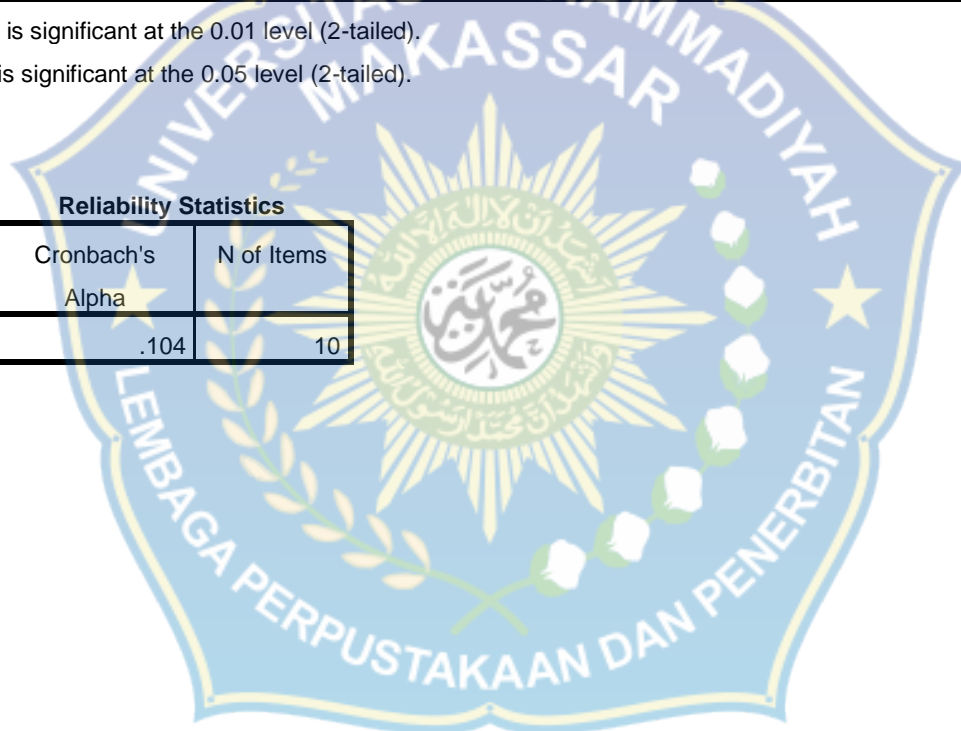 is significant at the 0.01 level (2-tailed).
is significant at the 0.05 level (2-tailed).
UNIVERSITAS MUHAMMADIYAH
MAKASSAR
Reliability Statistics
Cronbach's N of Items
Alpha
.104 10
محمدية
LEMBAGA PERPUSTAKAAN DAN PENERBITAN